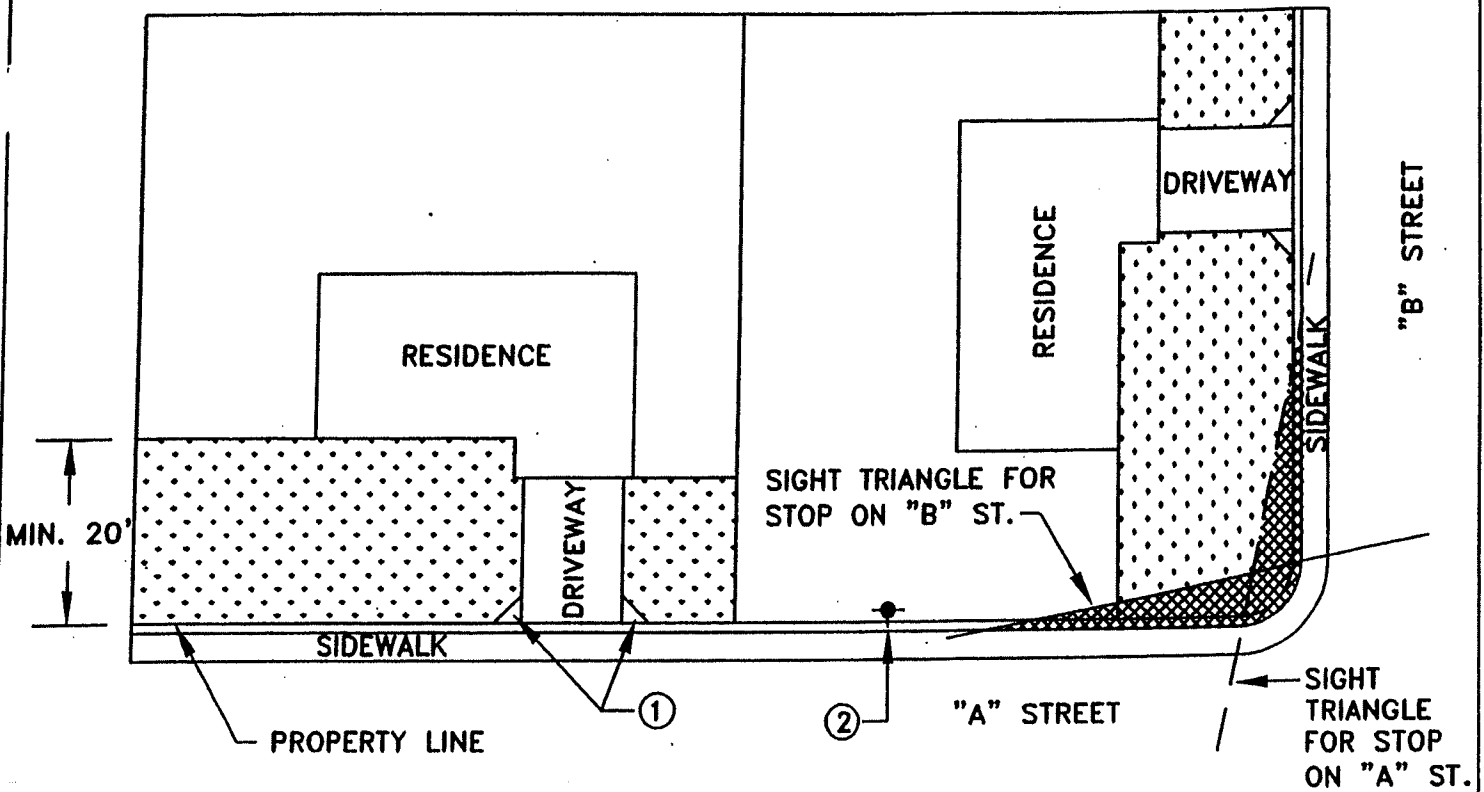 DRIVEWAY
"B" STREET
RESIDENCE
RESIDENCE
SIDEWALK
MIN. 20'
DRIVEWAY
SIGHT TRIANGLE FOR
STOP ON "B" ST.
SIDEWALK
1
2
"A" STREET
PROPERTY LINE
SIGHT
TRIANGLE
FOR STOP
ON "A" ST.